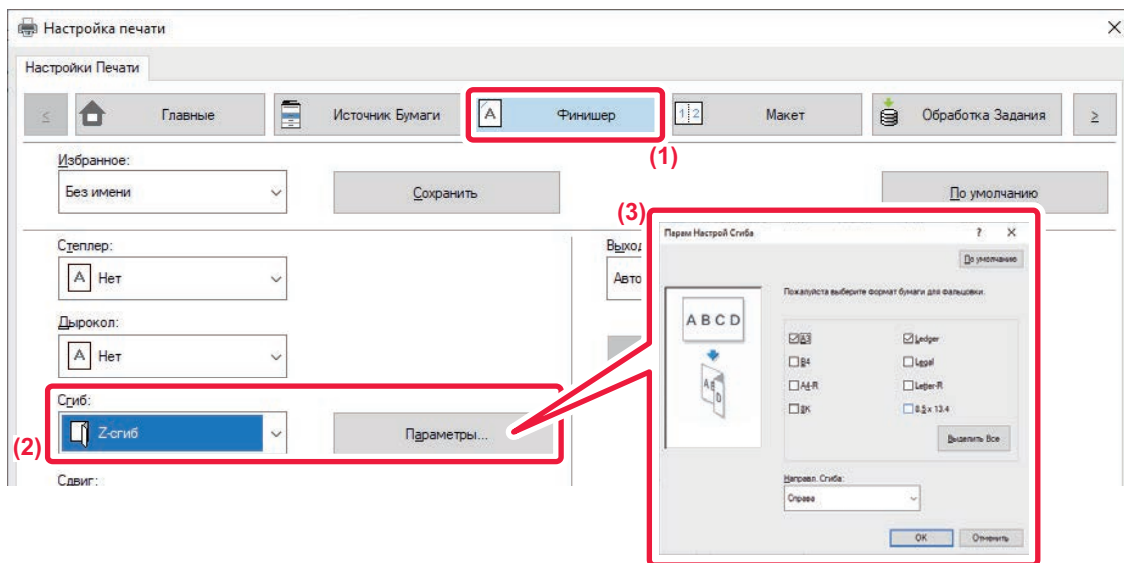 Настройка печати
Настройки Печати
≤ Главные Источник Бумаги A Финишер 1 2 Макет Обработка Задания ≥
(1)
Избранное:
Без имени Сохранить По умолчанию
(3)
Степлер:
A Нет
Дырокол:
A Нет
Сгиб:
(2)
Z-сгиб Параметры...
Сдвиг:
Выход
Авто
Парам Настрой Сгиба ? ×
По умолчанию
Пожалуйста выберите формат бумаги для фальцовки.
A B C D
A B D
A3 Ledger
B4 Legal
A4-R Letter-R
8K 8.5 x 13.4
Выделить Все
Направл. Сгиба:
Справа
OK Отменить